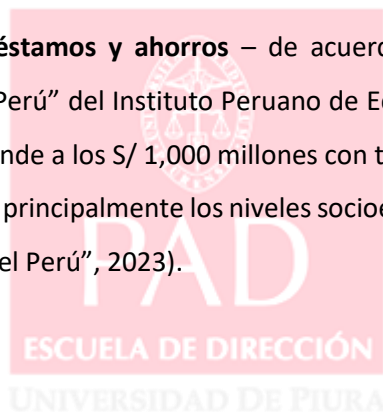 éstamos y ahorros – de acuerd
Perú” del Instituto Peruano de E
nde a los S/ 1,000 millones con t
principalmente los niveles socioe
el Perú”, 2023).
PAD
ESCUELA DE DIRECCIÓN
UNIVERSIDAD DE PIURA